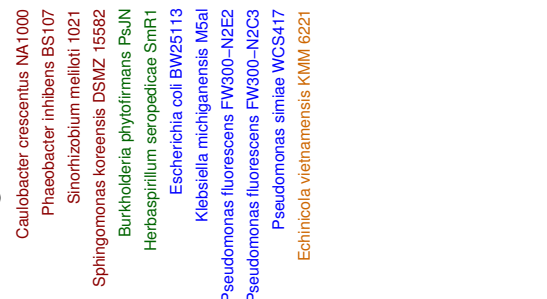 Caulobacter crescentus NA1000
Phaeobacter inhibens BS107
Sinorhizobium meliloti 1021
Sphingomonas koreensis DSMZ 15582
Burkholderia phytofirmans PsJN
Herbaspirillum seropedicae SmR1
Escherichia coli BW25113
Klebsiella michiganensis M5al
Pseudomonas fluorescens FW300−N2E2
Pseudomonas fluorescens FW300−N2C3
Pseudomonas simiae WCS417
Echinicola vietnamensis KMM 6221